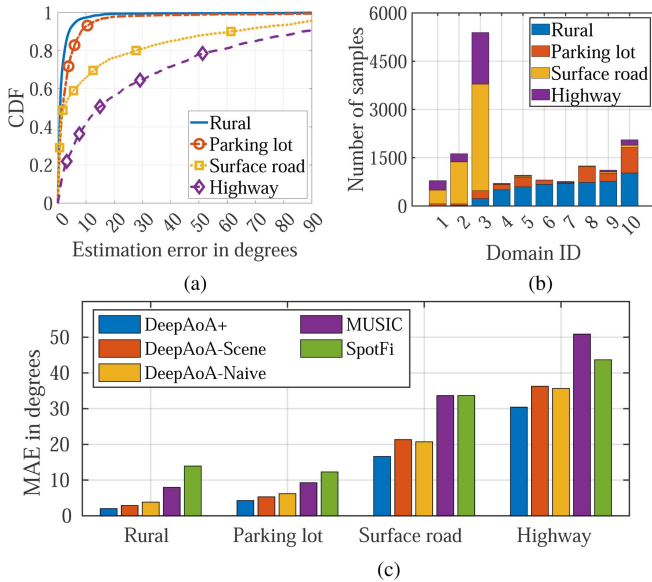 1
0.8
0.6
0.4
0.2
0
CDF
Rural
Parking lot
Surface road
Highway
0 10 20 30 40 50 60 70 80 90
Estimation error in degrees
(a)
6000
4500
3000
1500
0
Number of samples
Rural
Parking lot
Surface road
Highway
1 2 3 4 5 6 7 8 9 10
Domain ID
(b)
50
40
30
20
10
0
MAE in degrees
DeepAoA+
DeepAoA-Scene
DeepAoA-Naive
MUSIC
SpotFi
Rural Parking lot Surface road Highway
(c)